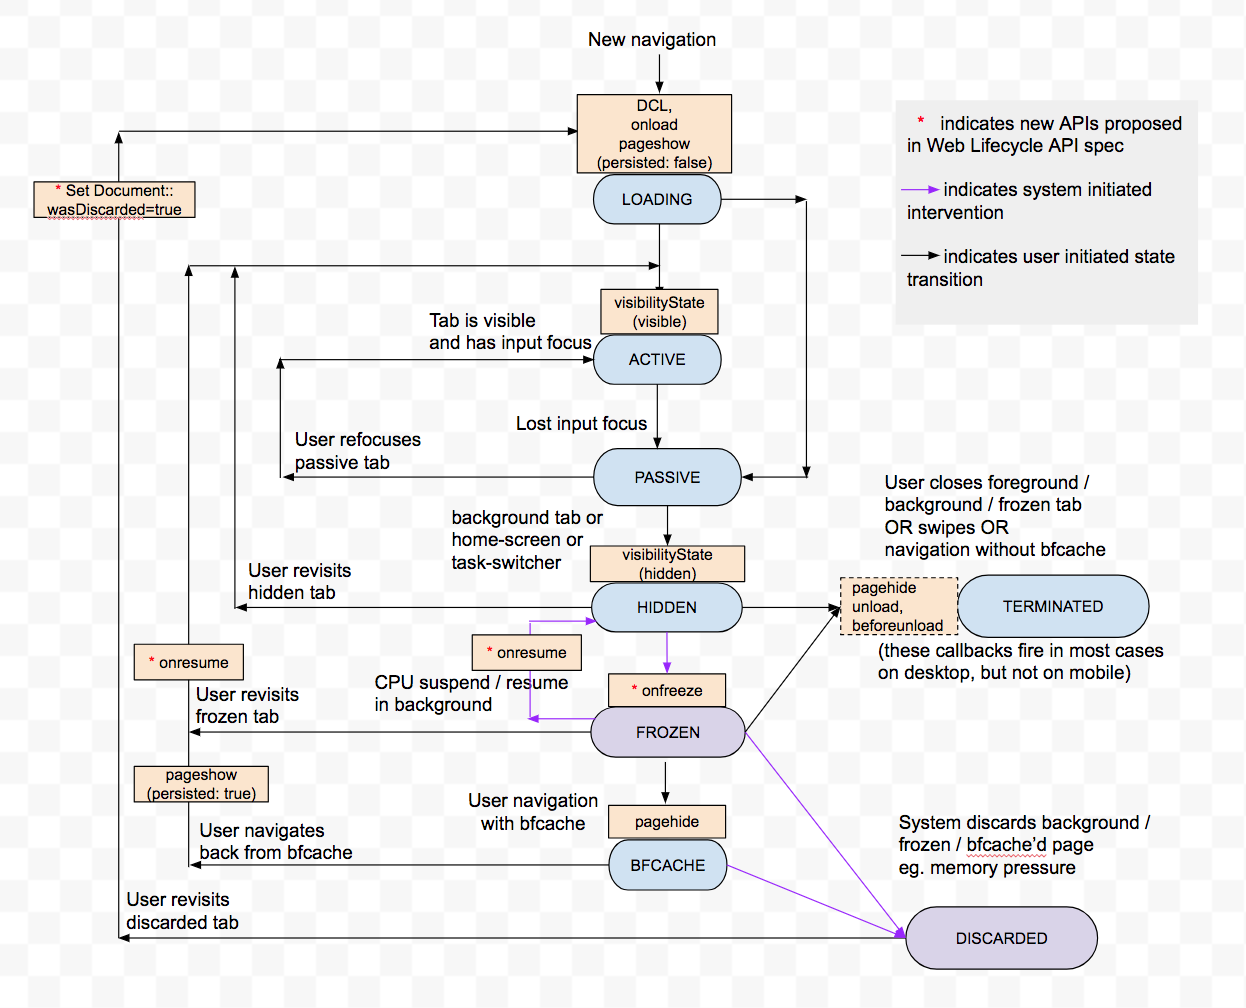 New navigation
DCL,
onload
pageshow
(persisted: false)
LOADING
* indicates new APIs proposed
in Web Lifecycle API spec
indicates system initiated
intervention
indicates user initiated state
transition
* Set Document::
wasDiscarded=true
visibilityState
(visible)
Tab is visible
and has input focus
ACTIVE
Lost input focus
User refocuses
passive tab
PASSIVE
User closes foreground /
background / frozen tab
OR swipes OR
navigation without bfcache
background tab or
home-screen or
task-switcher
visibilityState
(hidden)
User revisits
hidden tab
HIDDEN
pagehide
unload,
beforeunload
TERMINATED
(these callbacks fire in most cases
on desktop, but not on mobile)
* onresume
* onresume
CPU suspend / resume
in background
* onfreeze
User revisits
frozen tab
FROZEN
pageshow
(persisted: true)
User navigation
with bfcache
pagehide
User navigates
back from bfcache
BFCACHE
System discards background /
frozen / bfcache'd page
eg. memory pressure
User revisits
discarded tab
DISCARDED